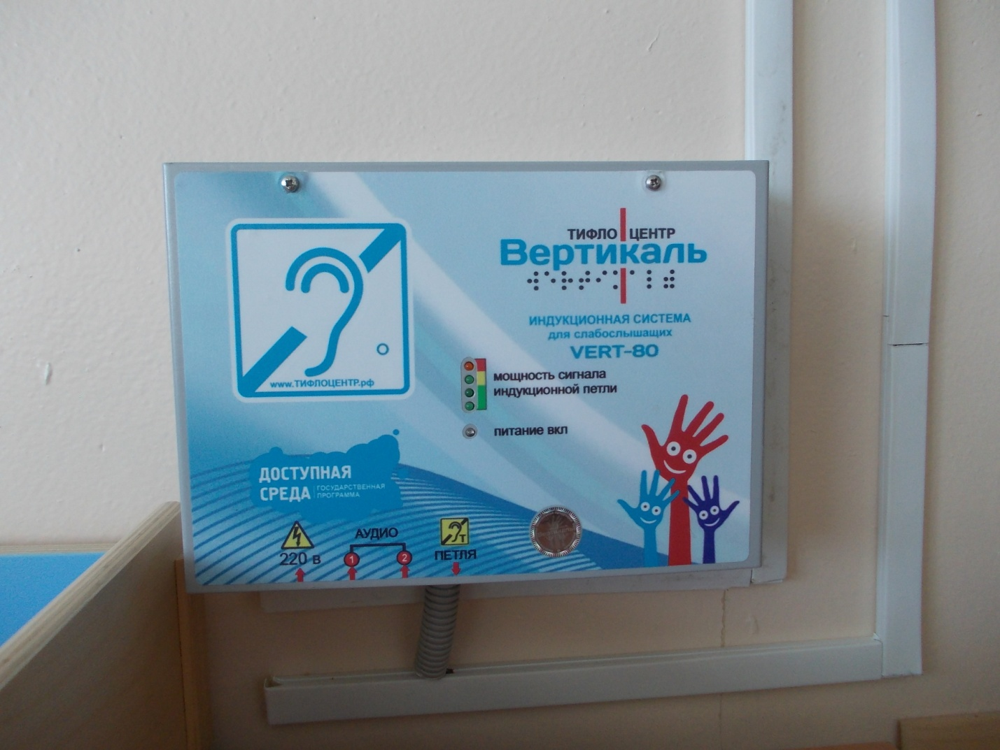 ТИФЛО ЦЕНТР
Вертикаль
⠺⠑⠗⠞⠊⠅⠁⠇⠾
ИНДУКЦИОННАЯ СИСТЕМА
для слабослышащих
VERT-80
www.ТИФЛОЦЕНТР.рф
мощность сигнала
индукционной петли
питание вкл
ДОСТУПНАЯ
СРЕДА
ГОСУДАРСТВЕННАЯ
ПРОГРАММА
220 в
АУДИО
1 2
Т
ПЕТЛЯ